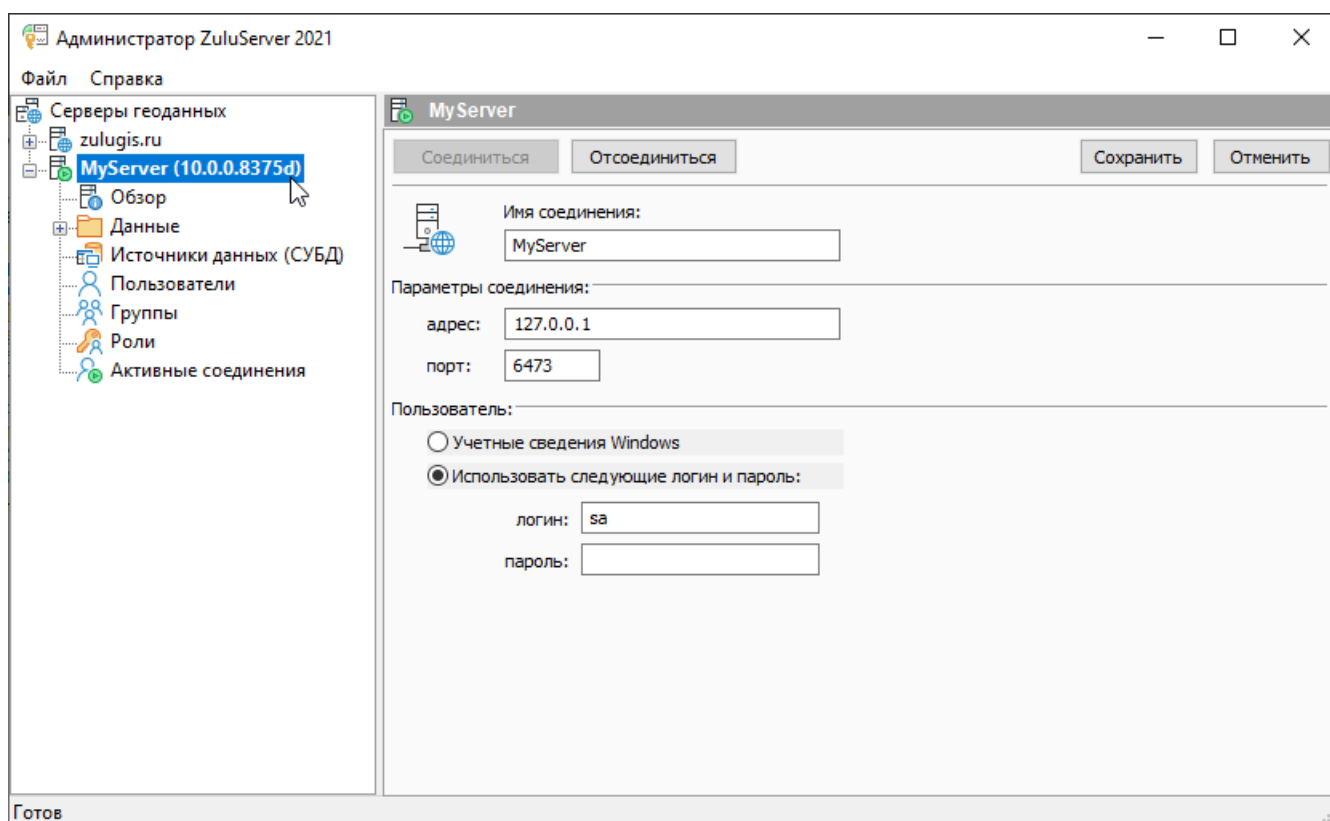 Администратор ZuluServer 2021
Файл Справка
Серверы геоданных
zulugis.ru
MyServer (10.0.0.8375d)
Обзор
Данные
Источники данных (СУБД)
Пользователи
Группы
Роли
Активные соединения
MyServer
Соединиться Отсоединиться Сохранить Отменить
Имя соединения:
MyServer
Параметры соединения:
адрес: 127.0.0.1
порт: 6473
Пользователь:
Учетные сведения Windows
Использовать следующие логин и пароль:
логин: sa
пароль:
Готов